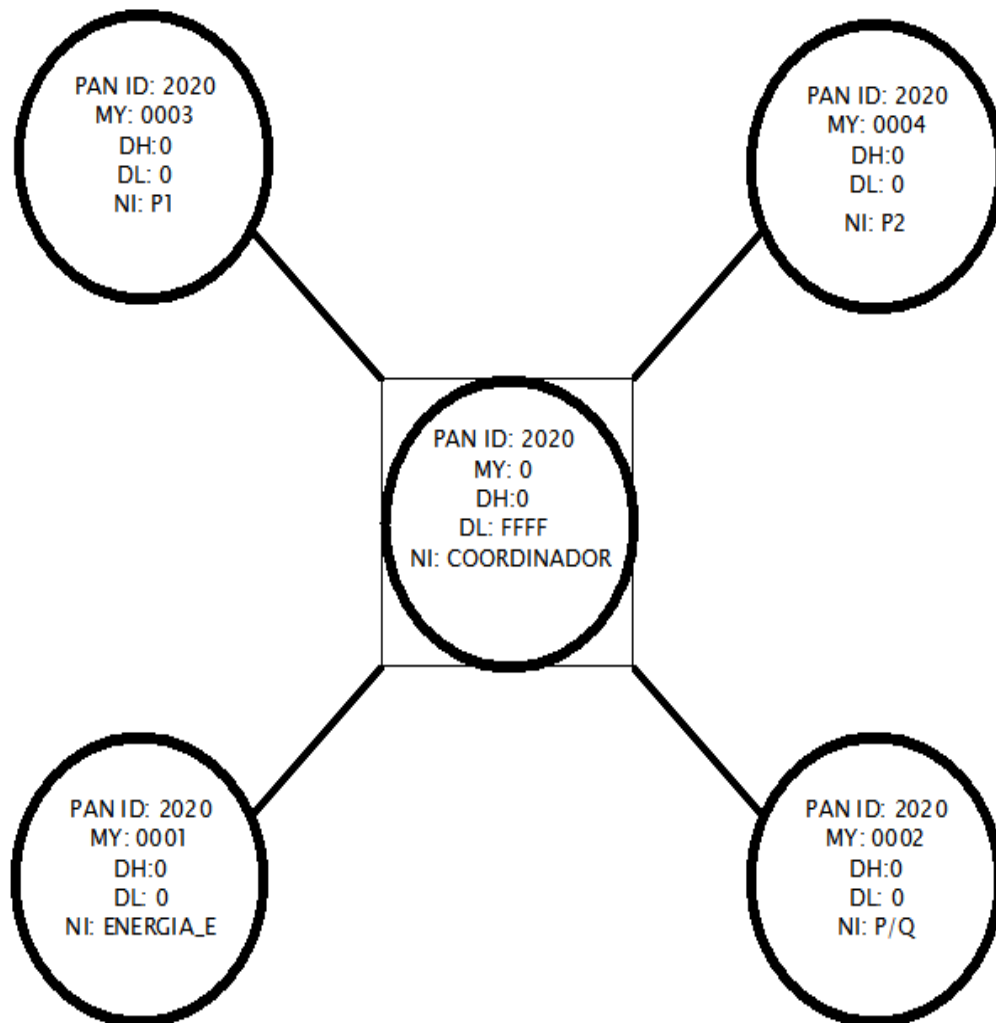 PAN ID: 2020
MY: 0003
DH:0
DL: 0
NI: P1
PAN ID: 2020
MY: 0004
DH:0
DL: 0
NI: P2
PAN ID: 2020
MY: 0
DH:0
DL: FFFF
NI: COORDINADOR
PAN ID: 2020
MY: 0001
DH:0
DL: 0
NI: ENERGIA_E
PAN ID: 2020
MY: 0002
DH:0
DL: 0
NI: P/Q